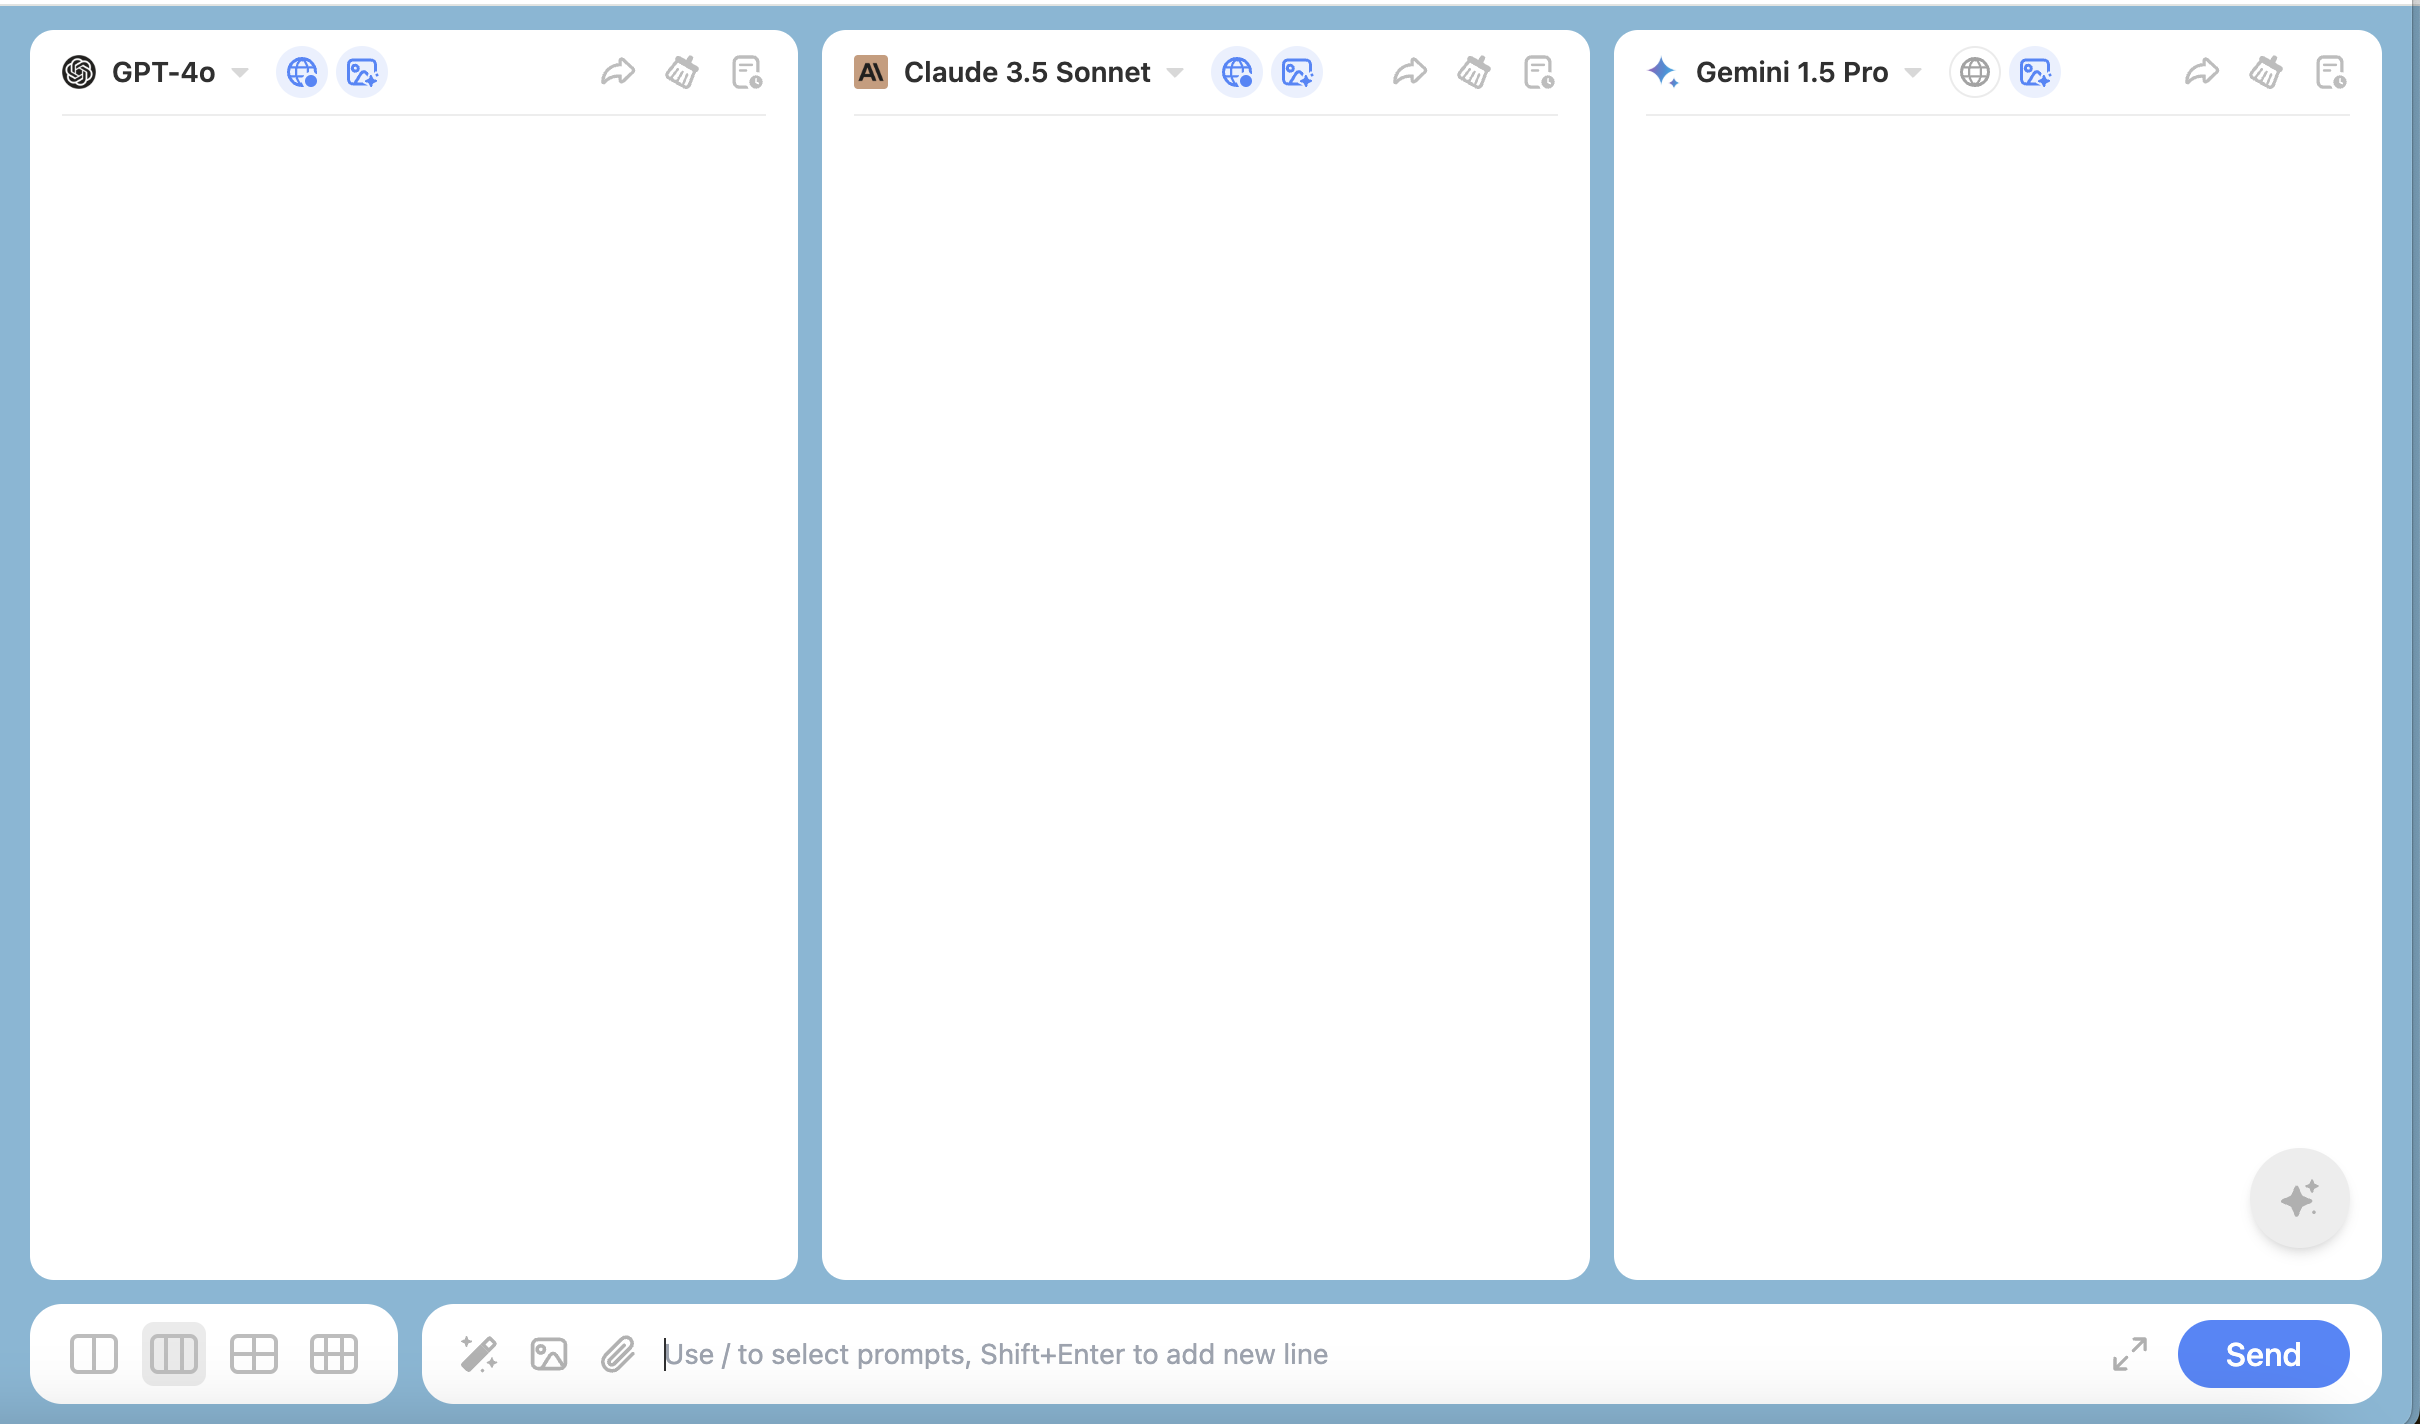 GPT-4o
Claude 3.5 Sonnet
Gemini 1.5 Pro
Use / to select prompts, Shift+Enter to add new line
Send